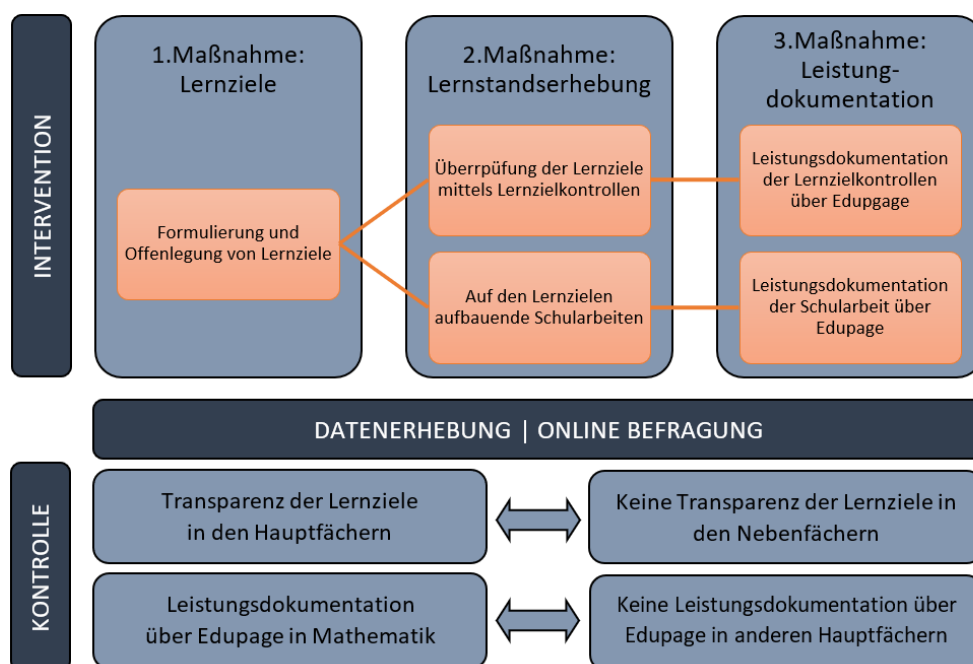 INTERVENTION
1.Maßnahme:
Lernziele
Formulierung und
Offenlegung von Lernziele
2.Maßnahme:
Lernstandserhebung
Überrpüfung der Lernziele
mittels Lernzielkontrollen
Auf den Lernzielen
aufbauende Schularbeiten
3.Maßnahme:
Leistung-
dokumentation
Leistungsdokumentation
der Lernzielkontrollen
über Edupgage
Leistungsdokumentation
der Schularbeit über
Edupage
DATENERHEBUNG | ONLINE BEFRAGUNG
KONTROLLE
Transparenz der Lernziele
in den Hauptfächern
Keine Transparenz der Lernziele in
den Nebenfächern
Leistungsdokumentation
über Edupage in Mathematik
Keine Leistungsdokumentation über
Edupage in anderen Hauptfächern